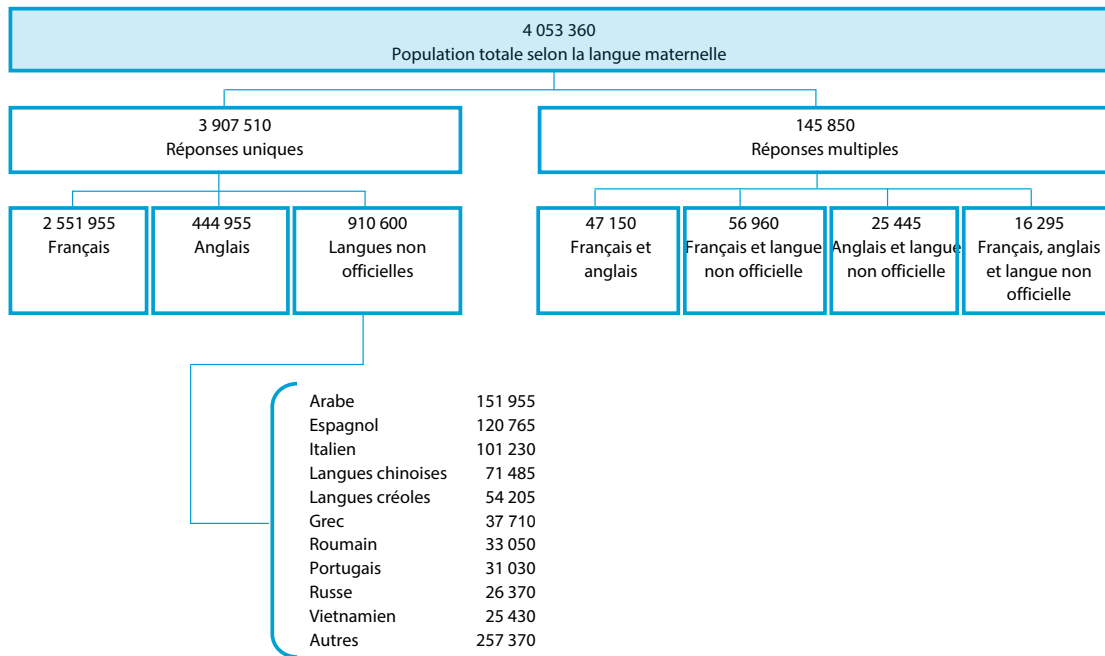 4 053 360
Population totale selon la langue maternelle
3 907 510
Réponses uniques
145 850
Réponses multiples
2 551 955
Français
444 955
Anglais
910 600
Langues non
officielles
47 150
Français et
anglais
56 960
Français et langue
non officielle
25 445
Anglais et langue
non officielle
16 295
Français, anglais
et langue non
officielle
Arabe 151 955
Espagnol 120 765
Italien 101 230
Langues chinoises 71 485
Langues créoles 54 205
Grec 37 710
Roumain 33 050
Portugais 31 030
Russe 26 370
Vietnamien 25 430
Autres 257 370